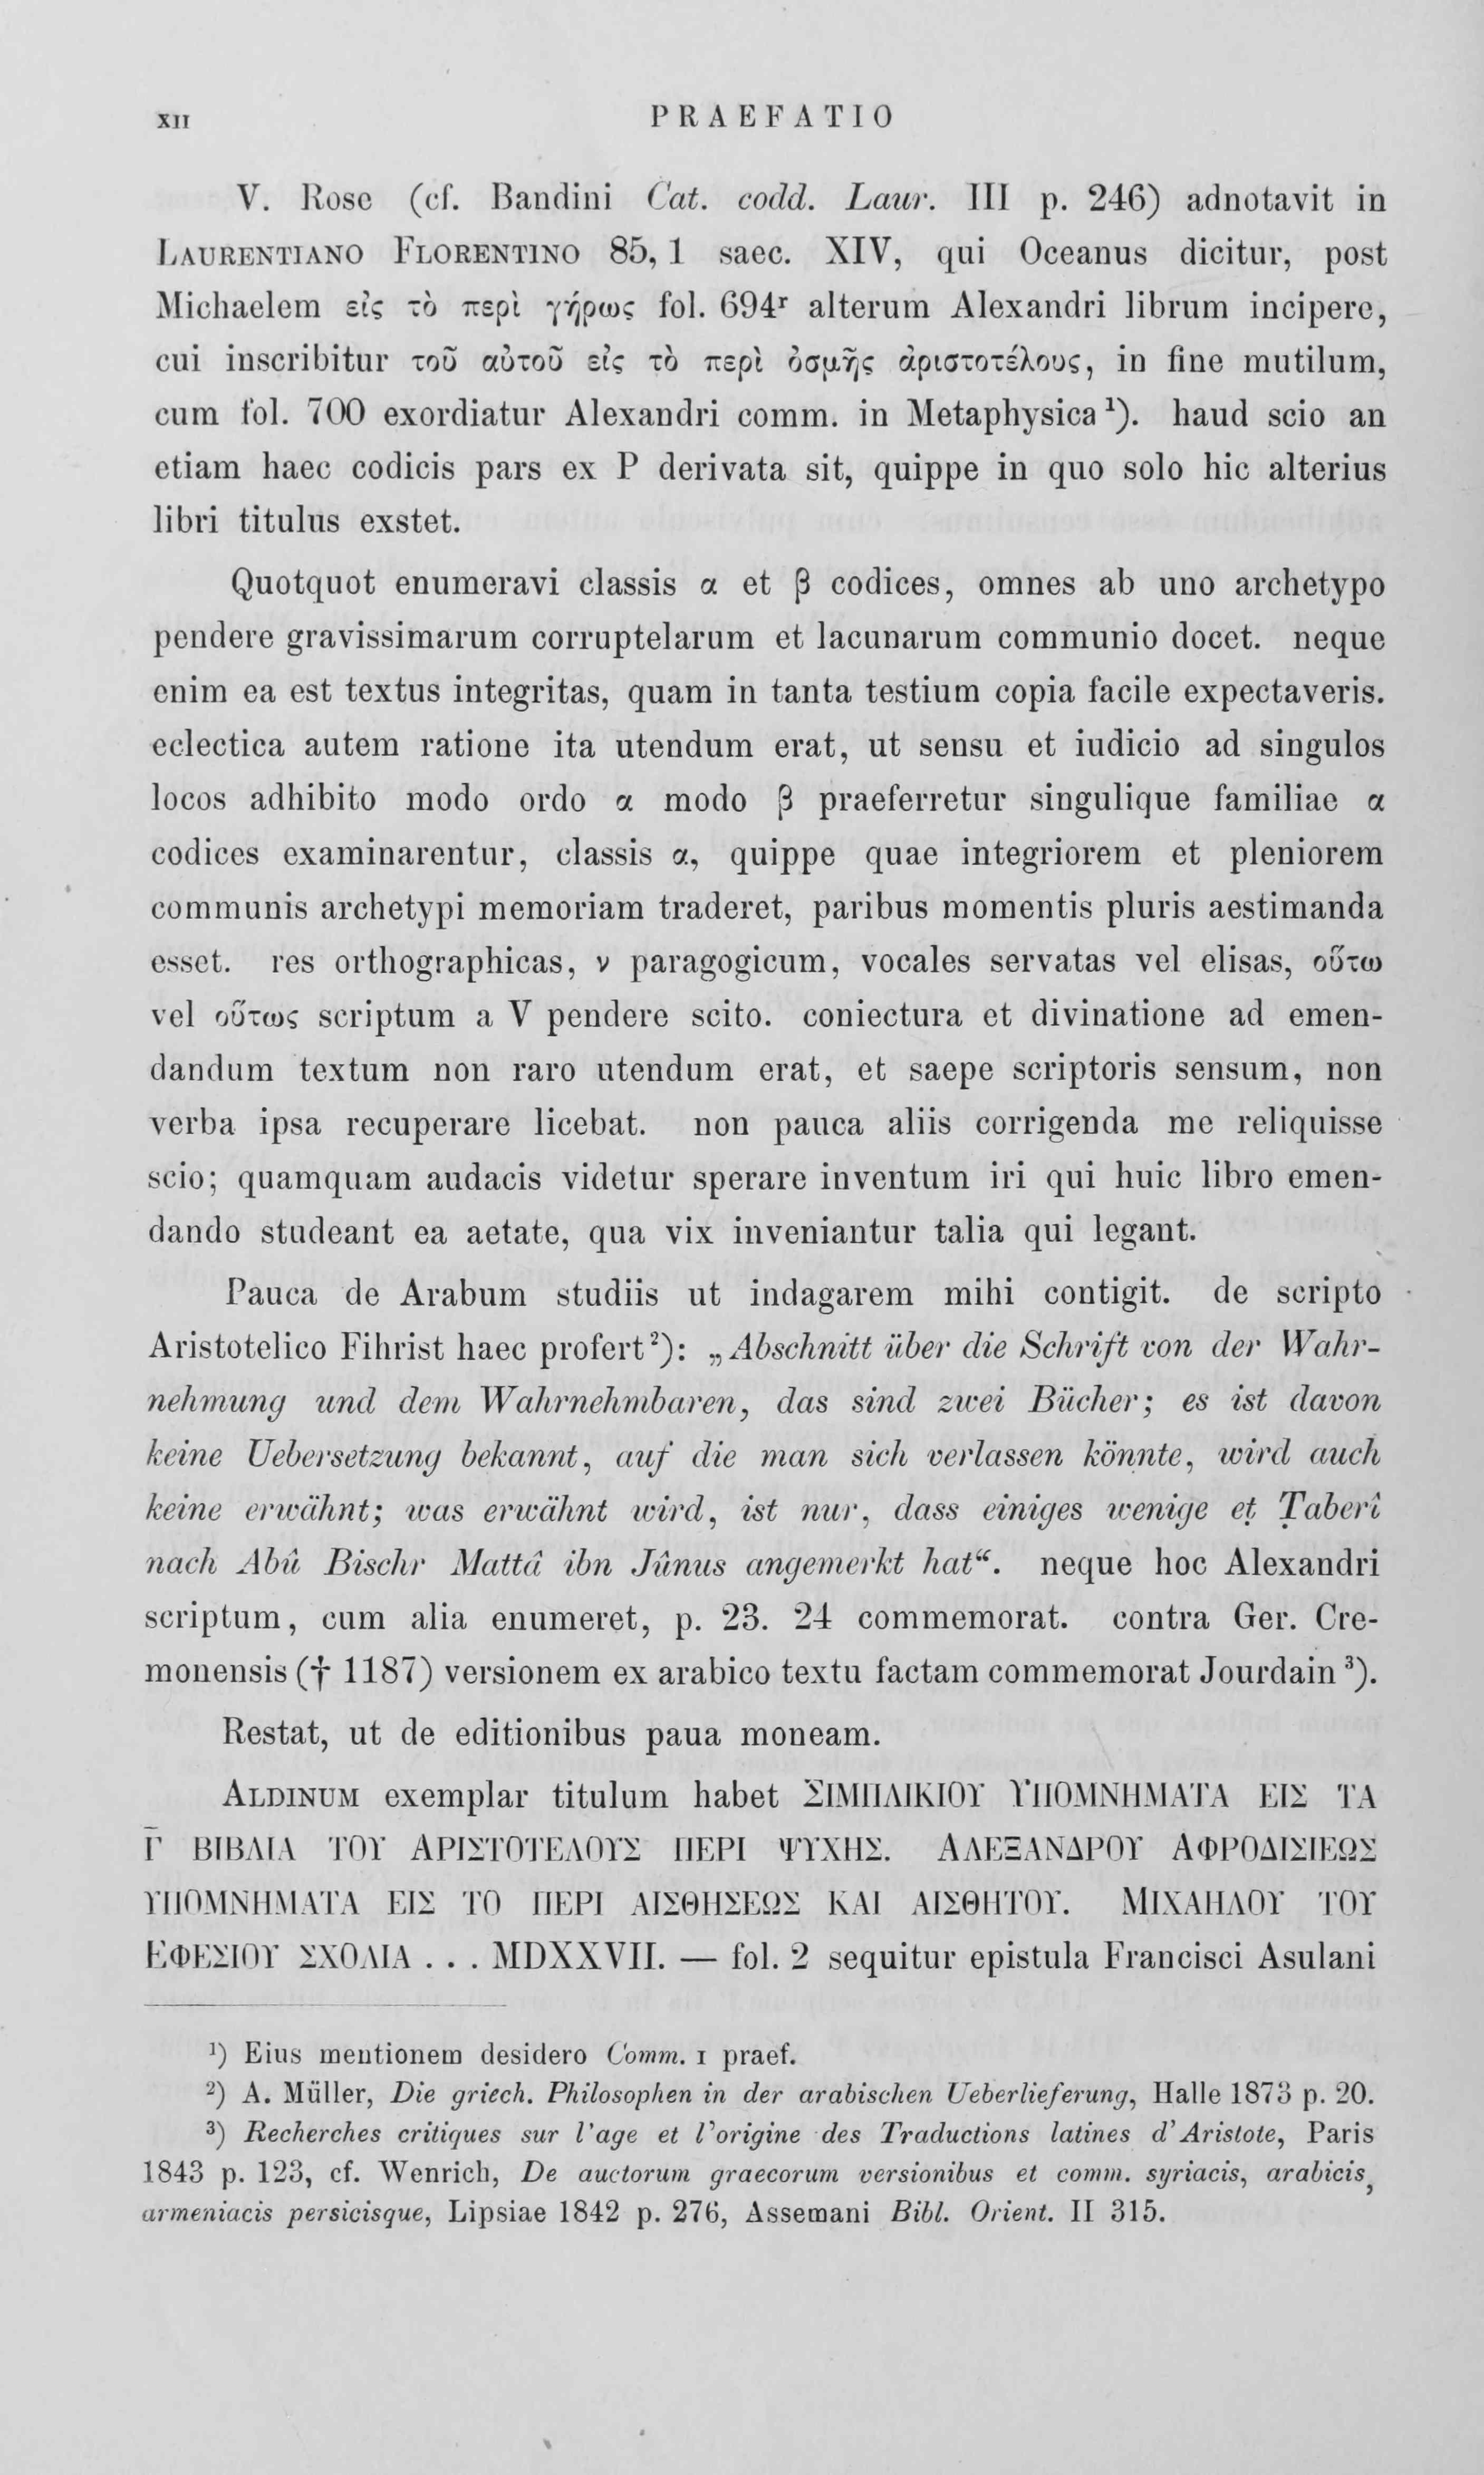 XII PRAEFATIO
V. Rose (cf. Bandini Cat. codd. Laur. III p. 246) adnotavit in
LAURENTIANO FLORENTINO 85, 1 saec. XIV, qui Oceanus dicitur, post
Michaelem εἰς τὸ περὶ γήρως fol. 694ʳ alterum Alexandri librum incipere,
cui inscribitur τοῦ αὐτοῦ εἰς τὸ περὶ ὀσμῆς ἀριστοτέλους, in fine mutilum,
cum fol. 700 exordiatur Alexandri comm. in Metaphysica ¹). haud scio an
etiam haec codicis pars ex P derivata sit, quippe in quo solo hic alterius
libri titulus exstet.
Quotquot enumeravi classis α et β codices, omnes ab uno archetypo
pendere gravissimarum corruptelarum et lacunarum communio docet. neque
enim ea est textus integritas, quam in tanta testium copia facile expectaveris.
eclectica autem ratione ita utendum erat, ut sensu et iudicio ad singulos
locos adhibito modo ordo α modo β praeferretur singulique familiae α
codices examinarentur, classis α, quippe quae integriorem et pleniorem
communis archetypi memoriam traderet, paribus momentis pluris aestimanda
esset. res orthographicas, ν paragogicum, vocales servatas vel elisas, οὕτω
vel οὕτως scriptum a V pendere scito. coniectura et divinatione ad emen-
dandum textum non raro utendum erat, et saepe scriptoris sensum, non
verba ipsa recuperare licebat. non pauca aliis corrigenda me reliquisse
scio; quamquam audacis videtur sperare inventum iri qui huic libro emen-
dando studeant ea aetate, qua vix inveniantur talia qui legant.
Pauca de Arabum studiis ut indagarem mihi contigit. de scripto
Aristotelico Fihrist haec profert²): „Abschnitt über die Schrift von der Wahr-
nehmung und dem Wahrnehmbaren, das sind zwei Bücher; es ist davon
keine Uebersetzung bekannt, auf die man sich verlassen könnte, wird auch
keine erwähnt; was erwähnt wird, ist nur, dass einiges wenige eṭ Ṭaberî
nach Abû Bischr Mattâ ibn Jûnus angemerkt hat“. neque hoc Alexandri
scriptum, cum alia enumeret, p. 23. 24 commemorat. contra Ger. Cre-
monensis († 1187) versionem ex arabico textu factam commemorat Jourdain ³).
Restat, ut de editionibus paua moneam.
ALDINUM exemplar titulum habet ΣΙΜΠΛΙΚΙΟΥ ΥΠΟΜΝΗΜΑΤΑ ΕΙΣ ΤΑ
Γ̄ ΒΙΒΛΙΑ ΤΟΥ ΑΡΙΣΤΟΤΕΛΟΥΣ ΠΕΡΙ ΨΥΧΗΣ. ΑΛΕΞΑΝΔΡΟΥ ΑΦΡΟΔΙΣΙΕΩΣ
ΥΠΟΜΝΗΜΑΤΑ ΕΙΣ ΤΟ ΠΕΡΙ ΑΙΣΘΗΣΕΩΣ ΚΑΙ ΑΙΣΘΗΤΟΥ. ΜΙΧΑΗΛΟΥ ΤΟΥ
ΕΦΕΣΙΟΥ ΣΧΟΛΙΑ . . . MDXXVII. — fol. 2 sequitur epistula Francisci Asulani
¹) Eius mentionem desidero Comm. I praef.
²) A. Müller, Die griech. Philosophen in der arabischen Ueberlieferung, Halle 1873 p. 20.
³) Recherches critiques sur l'age et l'origine des Traductions latines d'Aristote, Paris
1843 p. 123, cf. Wenrich, De auctorum graecorum versionibus et comm. syriacis, arabicis,
armeniacis persicisque, Lipsiae 1842 p. 276, Assemani Bibl. Orient. II 315.